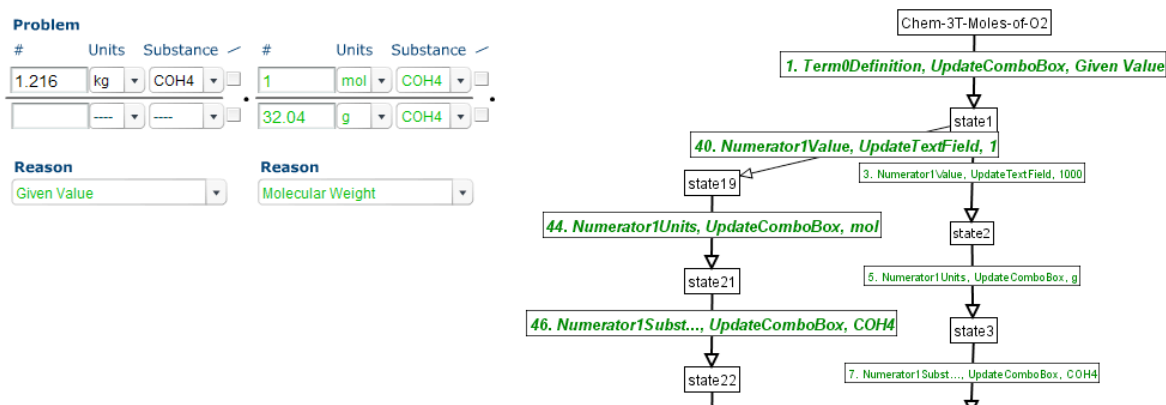 Problem
# Units Substance # Units Substance
1.216 kg COH4 1 mol COH4
---- ---- 32.04 g COH4
Reason Reason
Given Value Molecular Weight
Chem-3T-Moles-of-O2
1. Term0Definition, UpdateComboBox, Given Value
state1
40. Numerator1Value, UpdateTextField, 1
3. Numerator1Value, UpdateTextField, 1000
state19
state2
44. Numerator1Units, UpdateComboBox, mol
5. Numerator1Units, UpdateComboBox, g
state21
state3
46. Numerator1Subst..., UpdateComboBox, COH4
7. Numerator1Subst..., UpdateComboBox, COH4
state22